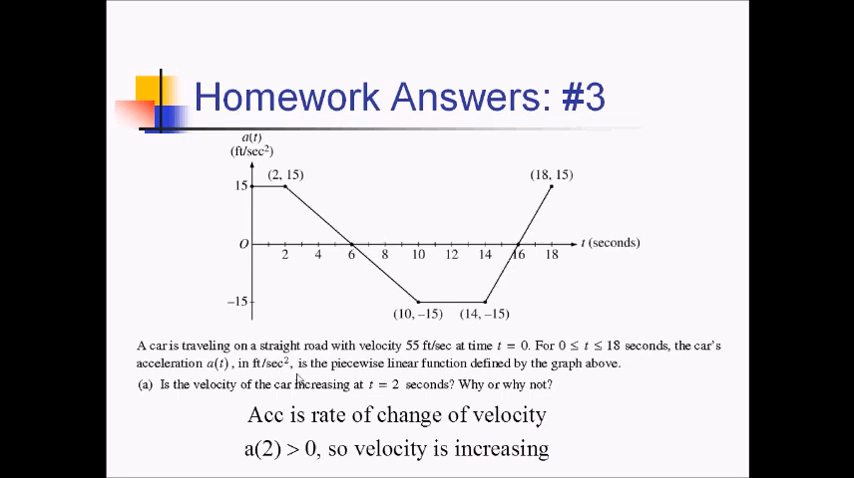 Homework Answers: #3
a(t)
(ft/sec²)
(2, 15)
(18, 15)
15
O
2 4 6 8 10 12 14 16 18
t (seconds)
−15
(10, −15) (14, −15)
A car is traveling on a straight road with velocity 55 ft/sec at time t = 0. For 0 ≤ t ≤ 18 seconds, the car's
acceleration a(t), in ft/sec², is the piecewise linear function defined by the graph above.
(a) Is the velocity of the car increasing at t = 2 seconds? Why or why not?
Acc is rate of change of velocity
a(2) > 0, so velocity is increasing